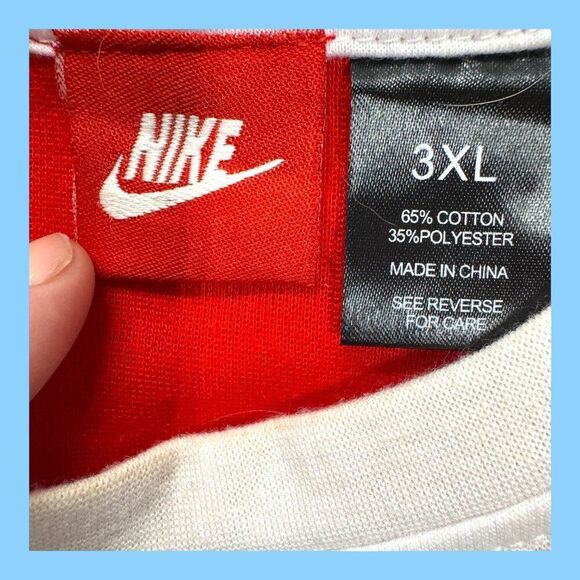 NIKE
3XL
65% COTTON
35%POLYESTER
MADE IN CHINA
SEE REVERSE
FOR CARE